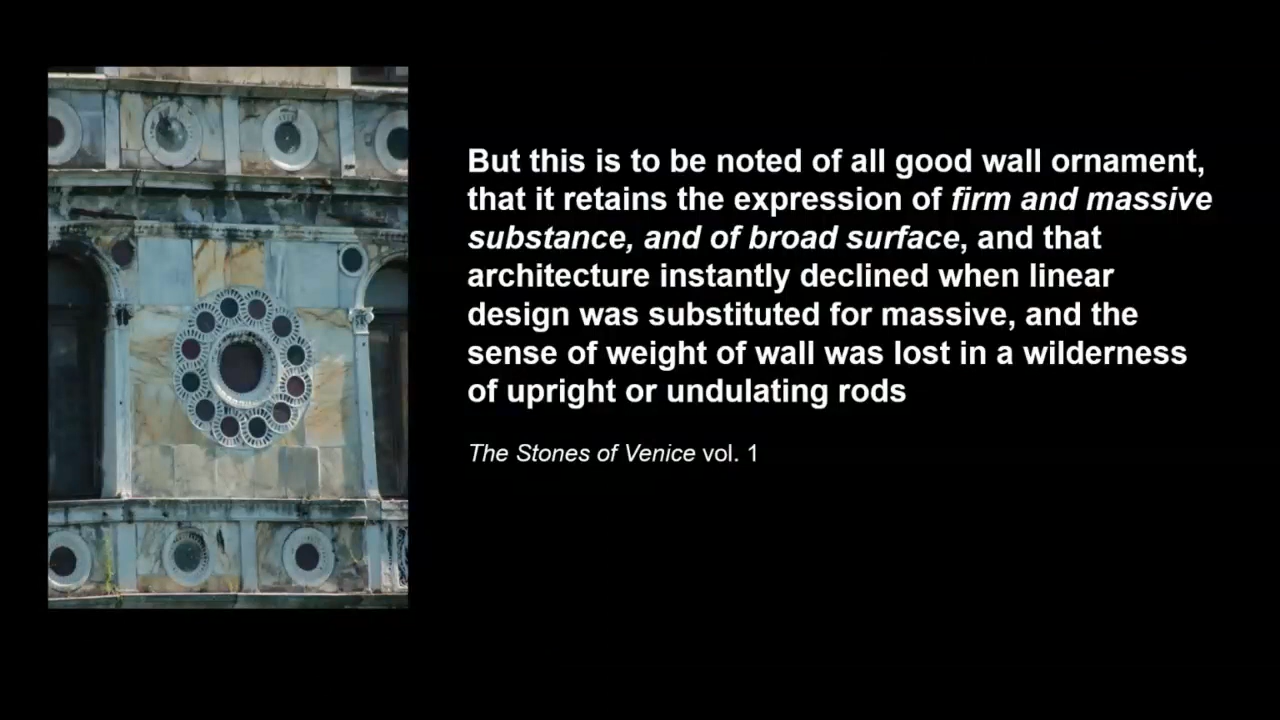 But this is to be noted of all good wall ornament,
that it retains the expression of firm and massive
substance, and of broad surface, and that
architecture instantly declined when linear
design was substituted for massive, and the
sense of weight of wall was lost in a wilderness
of upright or undulating rods
The Stones of Venice vol. 1